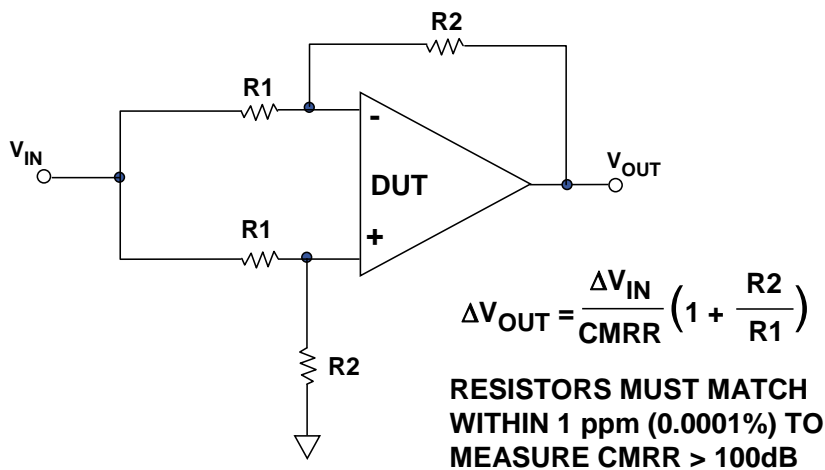 R2
R1
V_IN
-
DUT
V_OUT
R1
+
ΔV_OUT = ΔV_IN / CMRR (1 + R2 / R1)
R2
RESISTORS MUST MATCH
WITHIN 1 ppm (0.0001%) TO
MEASURE CMRR > 100dB